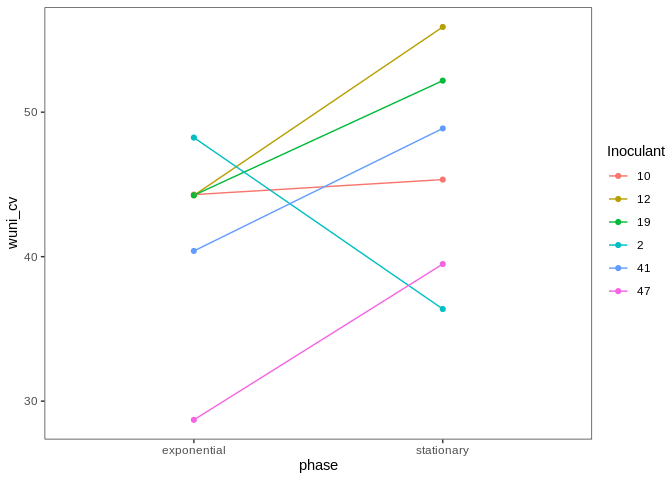 50
40
30
wuni_cv
exponential
stationary
phase
Inoculant
10
12
19
2
41
47